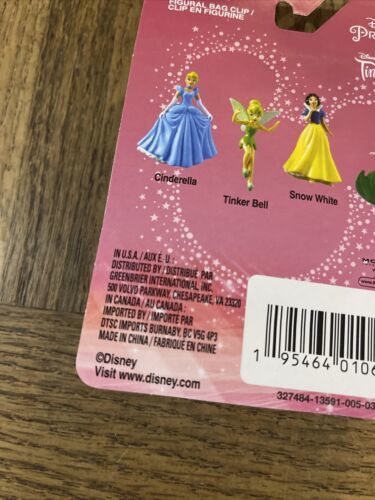 FIGURAL BAG CLIP /
CLIP EN FIGURINE
Cinderella
Tinker Bell
Snow White
IN U.S.A. / AUX E. U.
DISTRIBUTED BY / DISTRIBUÉ PAR
GREENBRIER INTERNATIONAL, INC.
500 VOLVO PARKWAY, CHESAPEAKE, VA 23320
IN CANADA / AU CANADA :
IMPORTED BY / IMPORTE PAR
DTSC IMPORTS BURNABY, BC V5G 4P3
MADE IN CHINA / FABRIQUE EN CHINE
©Disney
Visit www.disney.com
1 95464 0106
327484-13591-005-03